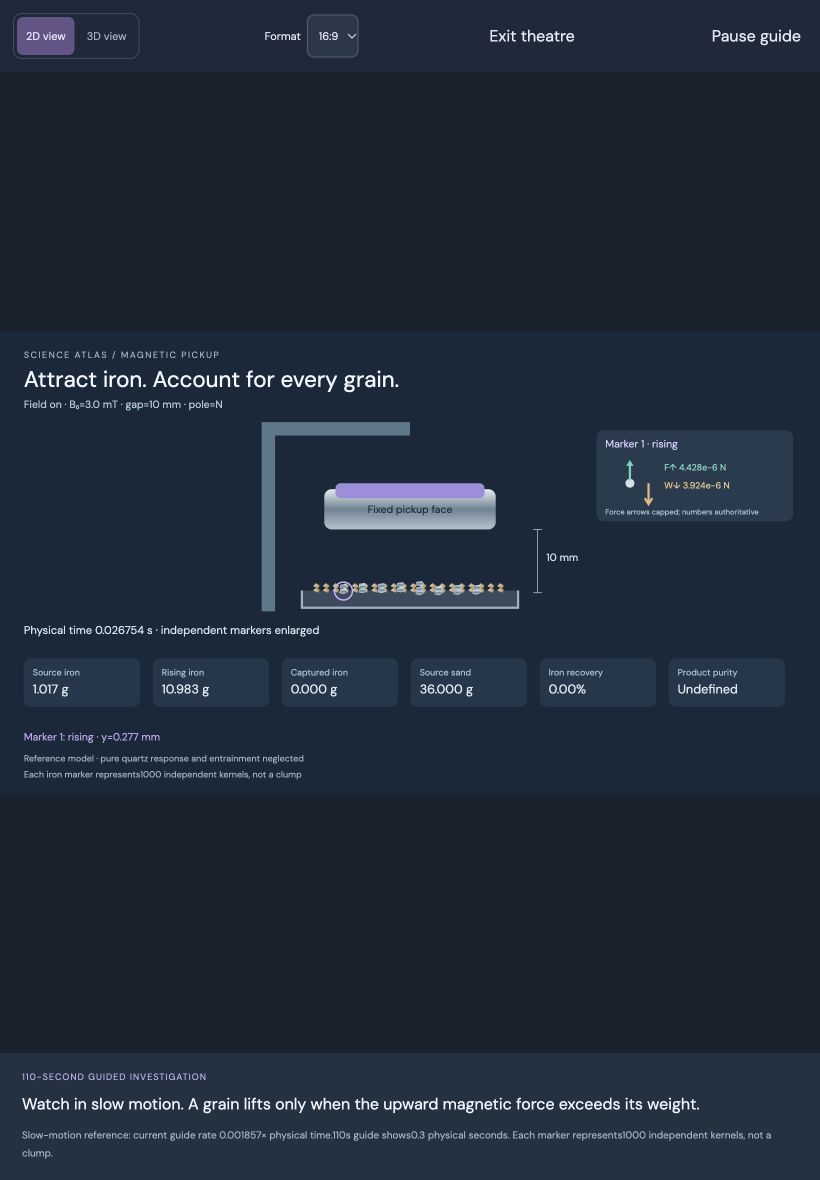 2D view
3D view
Format
16:9
Exit theatre
Pause guide
SCIENCE ATLAS / MAGNETIC PICKUP
Attract iron. Account for every grain.
Field on · B₀=3.0 mT · gap=10 mm · pole=N
Fixed pickup face
10 mm
Marker 1 · rising
F↑ 4.428e-6 N
W↓ 3.924e-6 N
Force arrows capped; numbers authoritative
Physical time 0.026754 s · independent markers enlarged
Source iron
1.017 g
Rising iron
10.983 g
Captured iron
0.000 g
Source sand
36.000 g
Iron recovery
0.00%
Product purity
Undefined
Marker 1: rising · y=0.277 mm
Reference model · pure quartz response and entrainment neglected
Each iron marker represents1000 independent kernels, not a clump
110-SECOND GUIDED INVESTIGATION
Watch in slow motion. A grain lifts only when the upward magnetic force exceeds its weight.
Slow-motion reference: current guide rate 0.001857× physical time.110s guide shows0.3 physical seconds. Each marker represents1000 independent kernels, not a
clump.